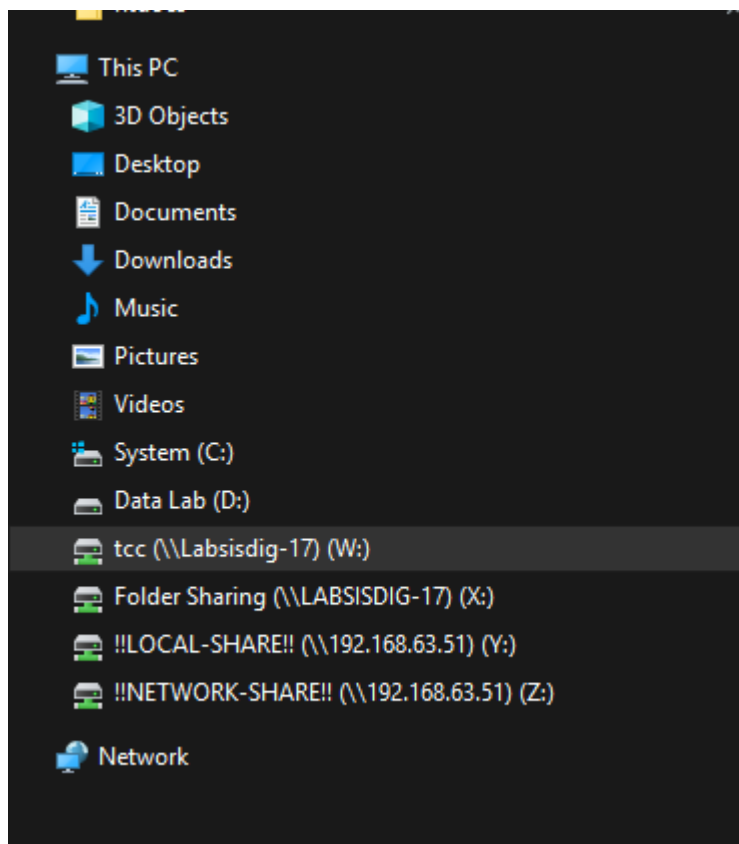 This PC
3D Objects
Desktop
Documents
Downloads
Music
Pictures
Videos
System (C:)
Data Lab (D:)
tcc (\\Labsisdig-17) (W:)
Folder Sharing (\\LABSISDIG-17) (X:)
!!LOCAL-SHARE!! (\\192.168.63.51) (Y:)
!!NETWORK-SHARE!! (\\192.168.63.51) (Z:)
Network